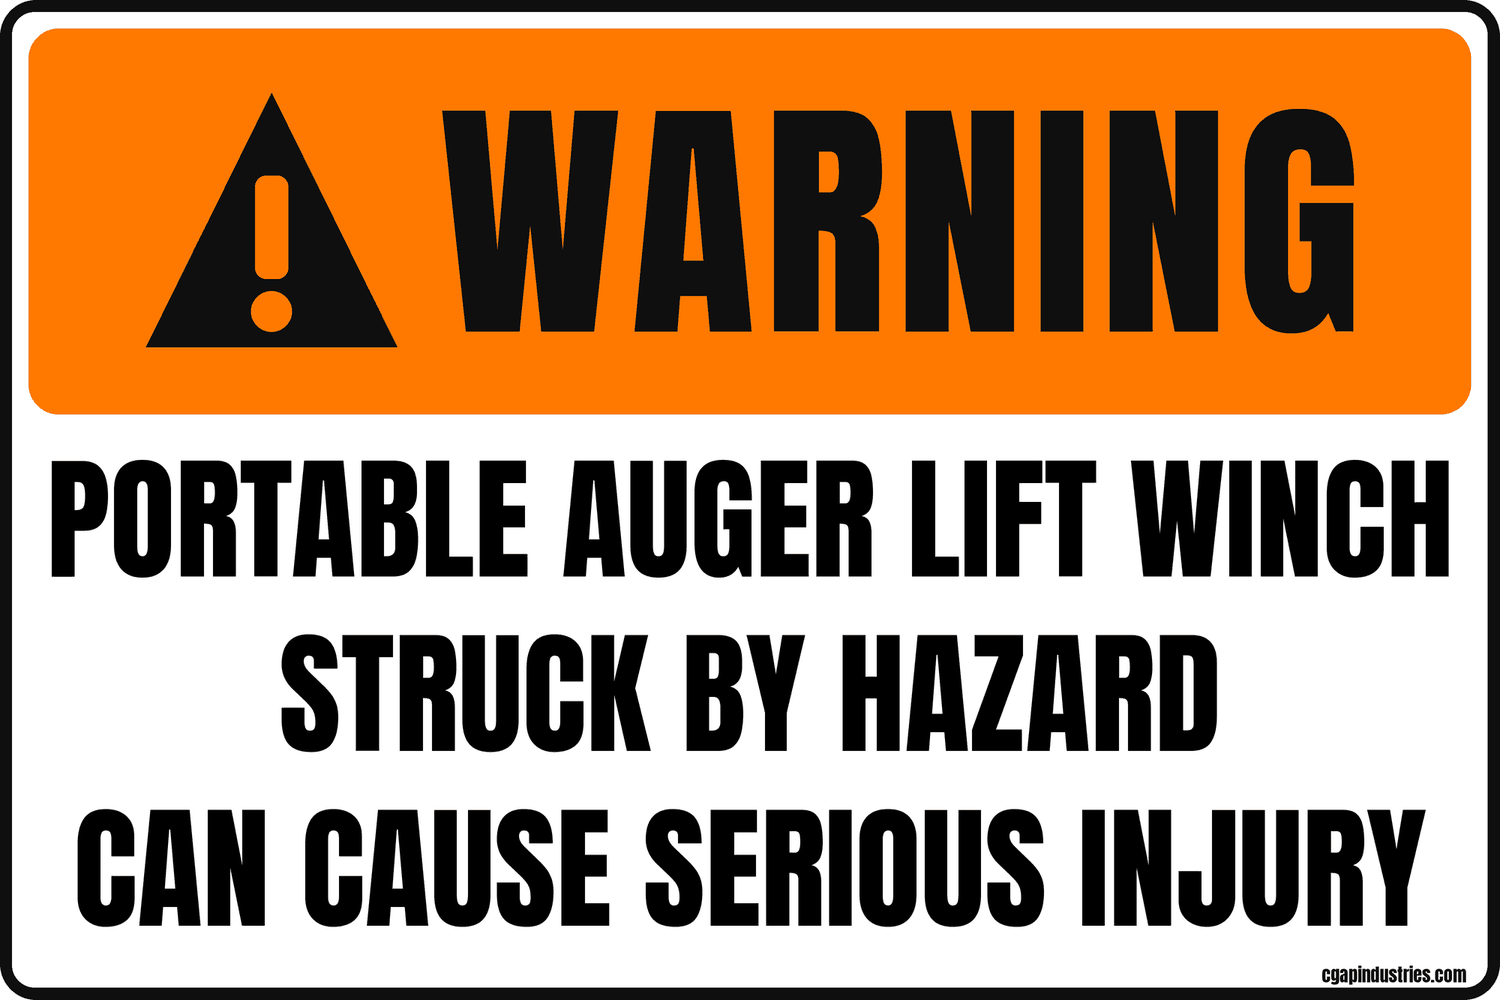 WARNING
PORTABLE AUGER LIFT WINCH
STRUCK BY HAZARD
CAN CAUSE SERIOUS INJURY
cgapindustries.com